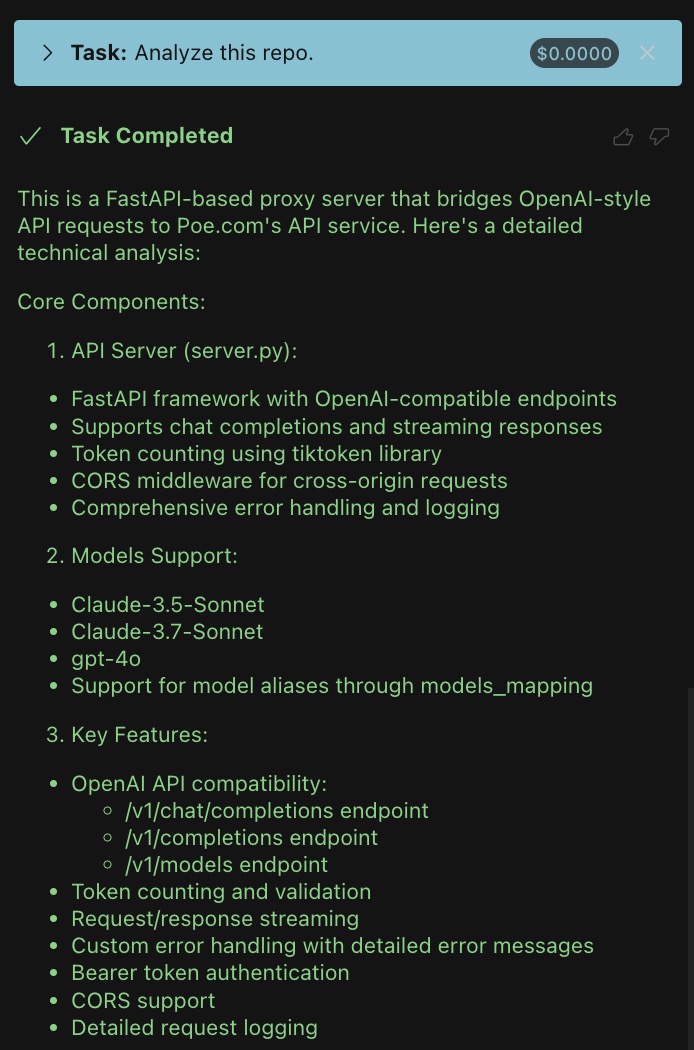 Task: Analyze this repo.
$0.0000
Task Completed
This is a FastAPI-based proxy server that bridges OpenAI-style
API requests to Poe.com's API service. Here's a detailed
technical analysis:
Core Components:
1. API Server (server.py):
• FastAPI framework with OpenAI-compatible endpoints
• Supports chat completions and streaming responses
• Token counting using tiktoken library
• CORS middleware for cross-origin requests
• Comprehensive error handling and logging
2. Models Support:
• Claude-3.5-Sonnet
• Claude-3.7-Sonnet
• gpt-4o
• Support for model aliases through models_mapping
3. Key Features:
• OpenAI API compatibility:
◦ /v1/chat/completions endpoint
◦ /v1/completions endpoint
◦ /v1/models endpoint
• Token counting and validation
• Request/response streaming
• Custom error handling with detailed error messages
• Bearer token authentication
• CORS support
• Detailed request logging